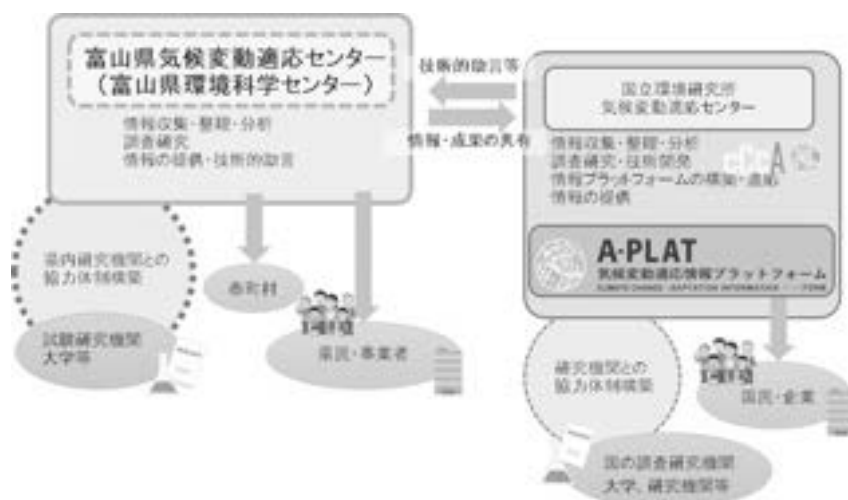 富山県気候変動適応センター
(富山県環境科学センター)
情報収集・整理・分析
調査研究
情報の提供・技術的助言
技術的助言等
情報・成果の共有
国立環境研究所
気候変動適応センター
情報収集・整理・分析
調査研究・技術開発
情報プラットフォームの構築・運営
情報の提供
A-PLAT
気候変動適応情報プラットフォーム
CLIMATE CHANGE ADAPTATION INFORMATION PLATFORM
県内研究機関との
協力体制構築
試験研究機関
大学等
市町村
県民・事業者
研究機関との
協力体制構築
国の調査研究機関
大学、研究機関等
国民・企業